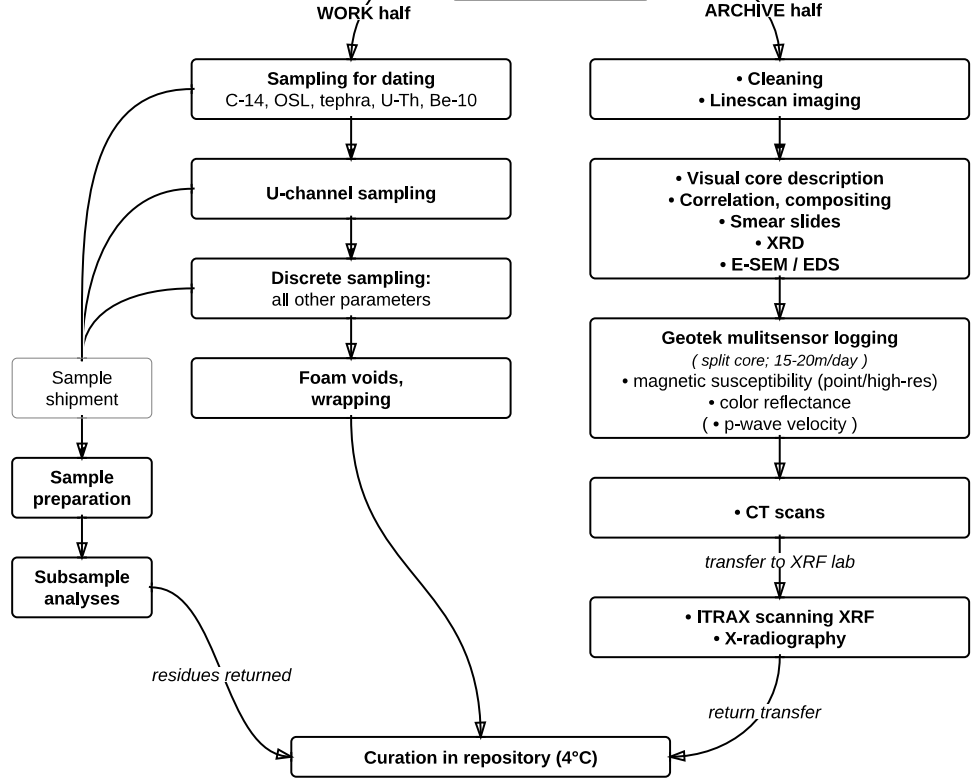 WORK half
ARCHIVE half
Sampling for dating
C-14, OSL, tephra, U-Th, Be-10
• Cleaning
• Linescan imaging
U-channel sampling
• Visual core description
• Correlation, compositing
• Smear slides
• XRD
• E-SEM / EDS
Discrete sampling:
all other parameters
Geotek mulitsensor logging
( split core; 15-20m/day )
• magnetic susceptibility (point/high-res)
• color reflectance
( • p-wave velocity )
Sample
shipment
Foam voids,
wrapping
Sample
preparation
• CT scans
transfer to XRF lab
Subsample
analyses
• ITRAX scanning XRF
• X-radiography
residues returned
return transfer
Curation in repository (4°C)